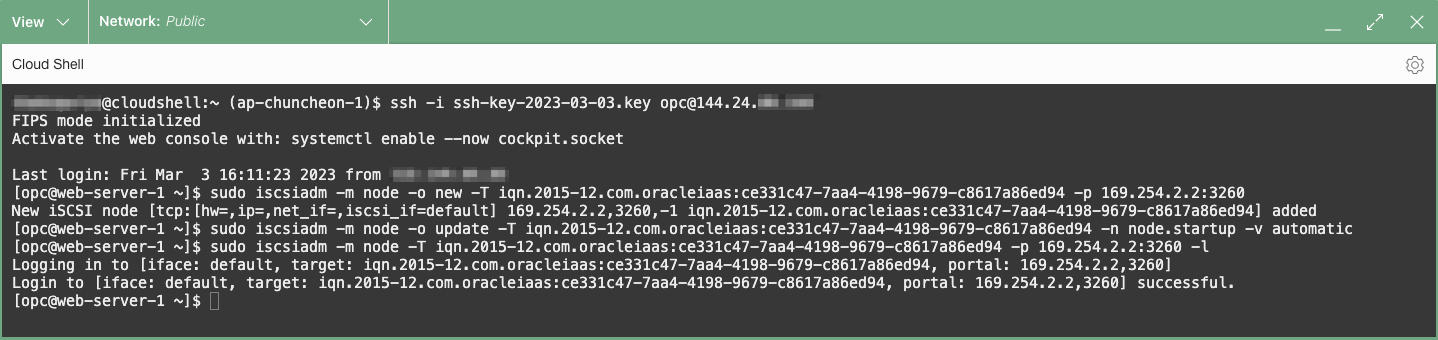 View
Network: Public
Cloud Shell
@cloudshell:~ (ap-chuncheon-1)$ ssh -i ssh-key-2023-03-03.key opc@144.24.
FIPS mode initialized
Activate the web console with: systemctl enable --now cockpit.socket
Last login: Fri Mar  3 16:11:23 2023 from
[opc@web-server-1 ~]$ sudo iscsiadm -m node -o new -T iqn.2015-12.com.oracleiaas:ce331c47-7aa4-4198-9679-c8617a86ed94 -p 169.254.2.2:3260
New iSCSI node [tcp:[hw=,ip=,net_if=,iscsi_if=default] 169.254.2.2,3260,-1 iqn.2015-12.com.oracleiaas:ce331c47-7aa4-4198-9679-c8617a86ed94] added
[opc@web-server-1 ~]$ sudo iscsiadm -m node -o update -T iqn.2015-12.com.oracleiaas:ce331c47-7aa4-4198-9679-c8617a86ed94 -n node.startup -v automatic
[opc@web-server-1 ~]$ sudo iscsiadm -m node -T iqn.2015-12.com.oracleiaas:ce331c47-7aa4-4198-9679-c8617a86ed94 -p 169.254.2.2:3260 -l
Logging in to [iface: default, target: iqn.2015-12.com.oracleiaas:ce331c47-7aa4-4198-9679-c8617a86ed94, portal: 169.254.2.2,3260]
Login to [iface: default, target: iqn.2015-12.com.oracleiaas:ce331c47-7aa4-4198-9679-c8617a86ed94, portal: 169.254.2.2,3260] successful.
[opc@web-server-1 ~]$